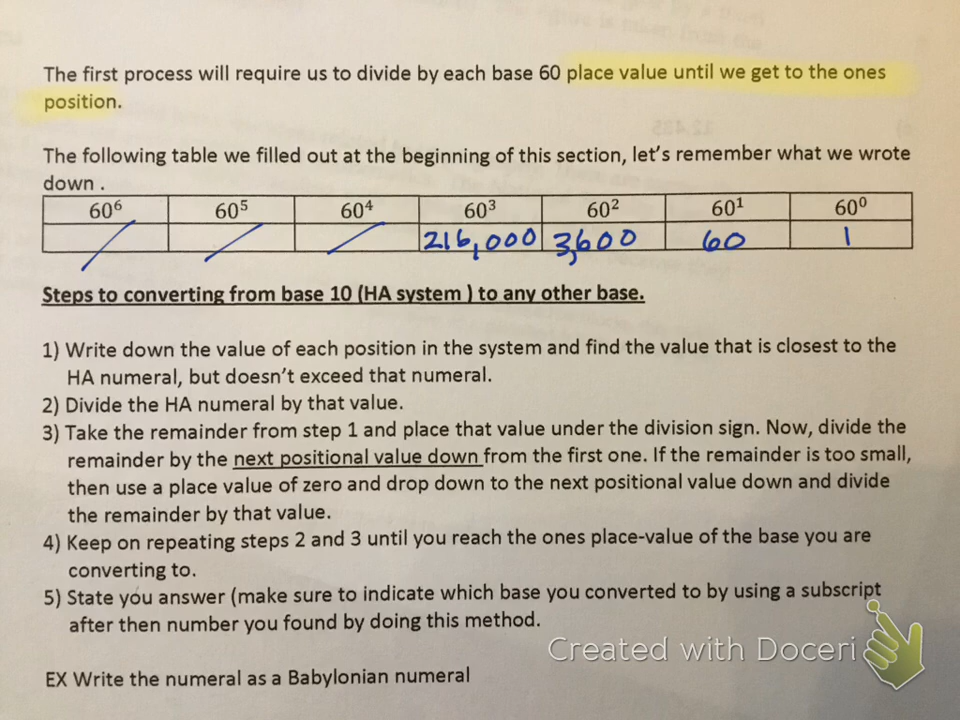 The first process will require us to divide by each base 60 place value until we get to the ones
position.
The following table we filled out at the beginning of this section, let's remember what we wrote
down .
60⁶ 60⁵ 60⁴ 60³ 60² 60¹ 60⁰
216,000 3,600 60 1
Steps to converting from base 10 (HA system ) to any other base.
1) Write down the value of each position in the system and find the value that is closest to the
HA numeral, but doesn't exceed that numeral.
2) Divide the HA numeral by that value.
3) Take the remainder from step 1 and place that value under the division sign. Now, divide the
remainder by the next positional value down from the first one. If the remainder is too small,
then use a place value of zero and drop down to the next positional value down and divide
the remainder by that value.
4) Keep on repeating steps 2 and 3 until you reach the ones place-value of the base you are
converting to.
5) State you answer (make sure to indicate which base you converted to by using a subscript
after then number you found by doing this method.
Created with Doceri
EX Write the numeral as a Babylonian numeral